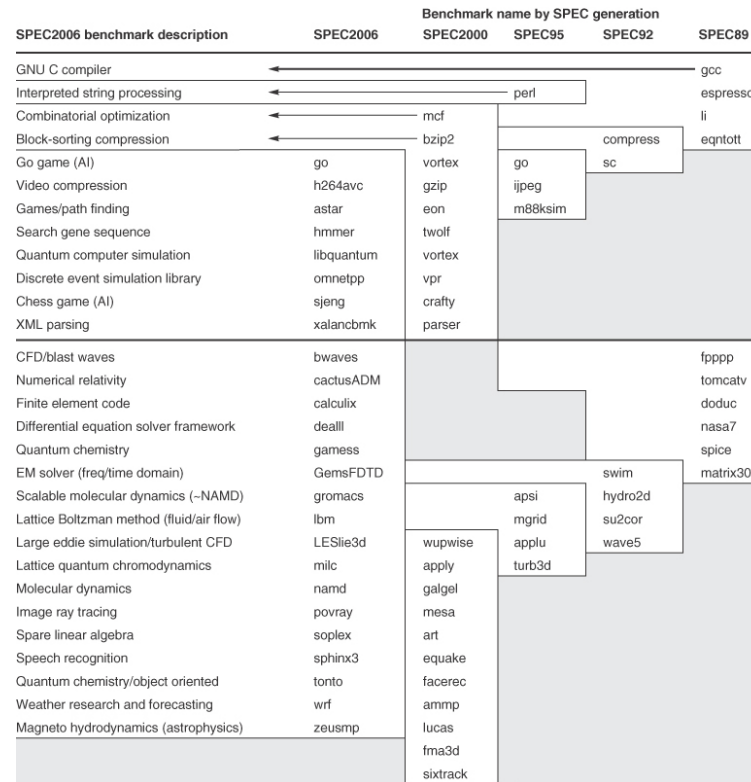 Benchmark name by SPEC generation
SPEC2006 benchmark description SPEC2006 SPEC2000 SPEC95 SPEC92 SPEC89
GNU C compiler gcc
Interpreted string processing perl espresso
Combinatorial optimization mcf li
Block-sorting compression bzip2 compress eqntott
Go game (AI) go vortex go sc
Video compression h264avc gzip ijpeg
Games/path finding astar eon m88ksim
Search gene sequence hmmer twolf
Quantum computer simulation libquantum vortex
Discrete event simulation library omnetpp vpr
Chess game (AI) sjeng crafty
XML parsing xalancbmk parser
CFD/blast waves bwaves fpppp
Numerical relativity cactusADM tomcatv
Finite element code calculix doduc
Differential equation solver framework dealll nasa7
Quantum chemistry gamess spice
EM solver (freq/time domain) GemsFDTD swim matrix30
Scalable molecular dynamics (~NAMD) gromacs apsi hydro2d
Lattice Boltzman method (fluid/air flow) lbm mgrid su2cor
Large eddie simulation/turbulent CFD LESlie3d wupwise applu wave5
Lattice quantum chromodynamics milc apply turb3d
Molecular dynamics namd galgel
Image ray tracing povray mesa
Spare linear algebra soplex art
Speech recognition sphinx3 equake
Quantum chemistry/object oriented tonto facerec
Weather research and forecasting wrf ammp
Magneto hydrodynamics (astrophysics) zeusmp lucas
fma3d
sixtrack